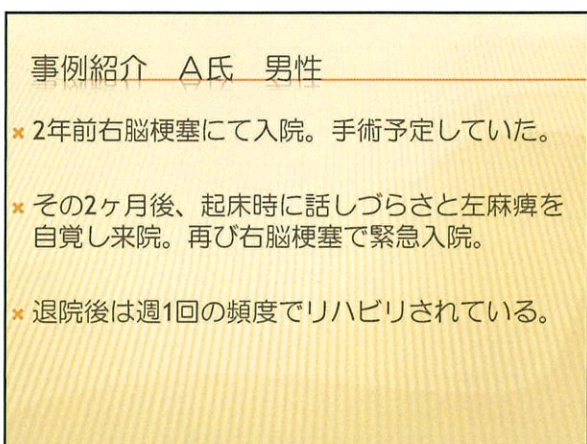 事例紹介　A氏　男性
2年前右脳梗塞にて入院。手術予定していた。
その2ヶ月後、起床時に話しづらさと左麻痺を
自覚し来院。再び右脳梗塞で緊急入院。
退院後は週1回の頻度でリハビリされている。